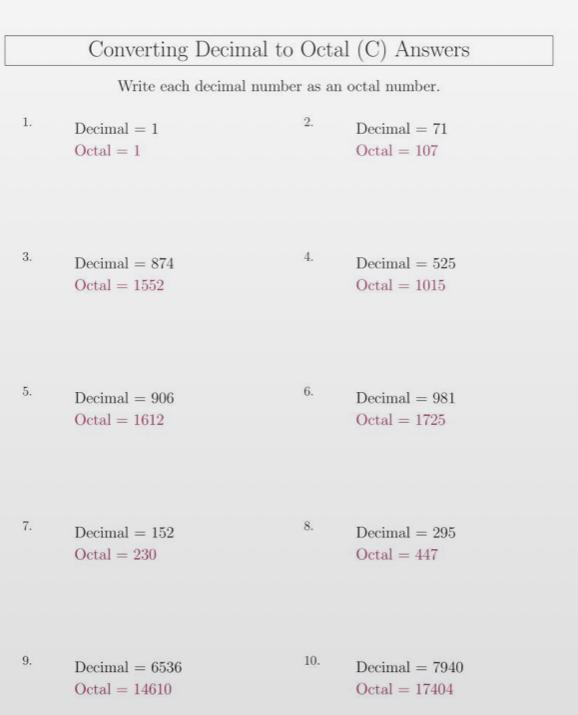 Converting Decimal to Octal (C) Answers
Write each decimal number as an octal number.
1. Decimal = 1
Octal = 1
2. Decimal = 71
Octal = 107
3. Decimal = 874
Octal = 1552
4. Decimal = 525
Octal = 1015
5. Decimal = 906
Octal = 1612
6. Decimal = 981
Octal = 1725
7. Decimal = 152
Octal = 230
8. Decimal = 295
Octal = 447
9. Decimal = 6536
Octal = 14610
10. Decimal = 7940
Octal = 17404